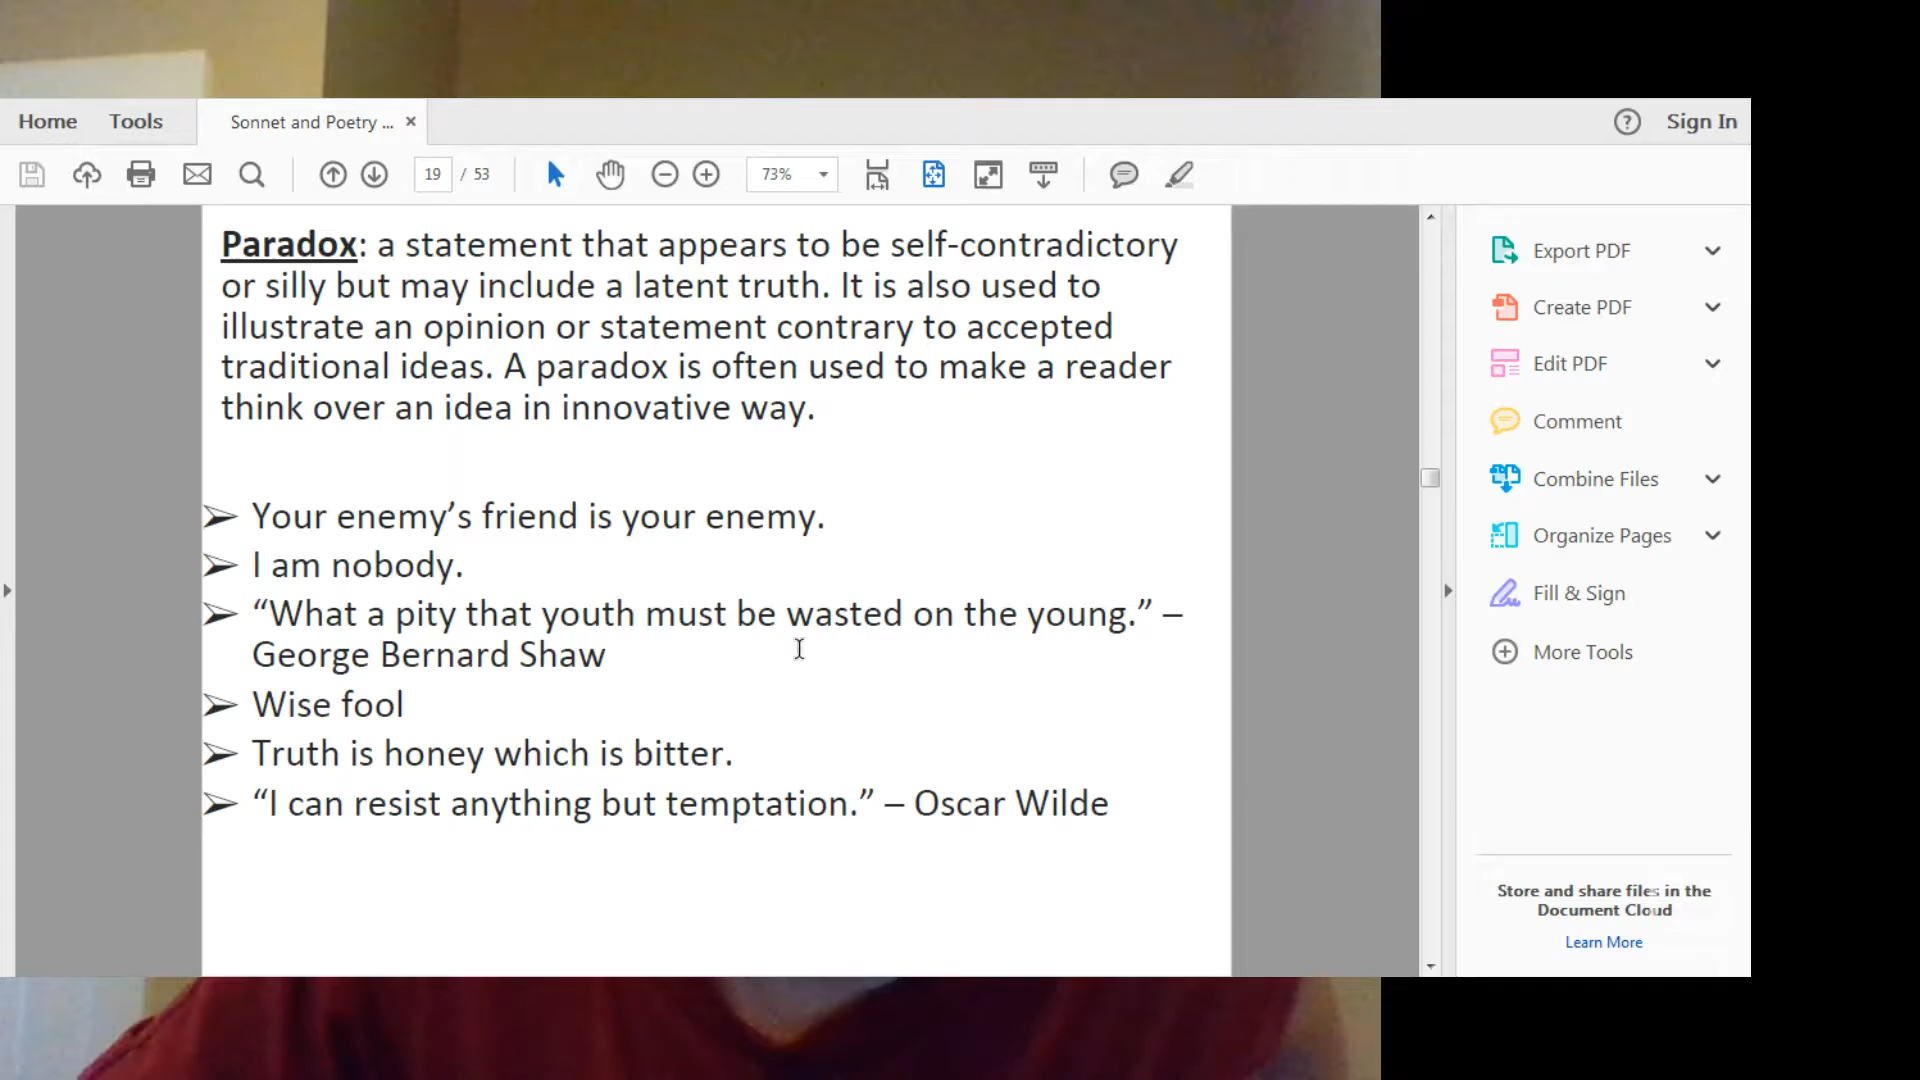 Home Tools Sonnet and Poetry ... × ? Sign In
19 / 53 73%
Paradox: a statement that appears to be self-contradictory
or silly but may include a latent truth. It is also used to
illustrate an opinion or statement contrary to accepted
traditional ideas. A paradox is often used to make a reader
think over an idea in innovative way.
➢ Your enemy’s friend is your enemy.
➢ I am nobody.
➢ “What a pity that youth must be wasted on the young.” –
George Bernard Shaw
➢ Wise fool
➢ Truth is honey which is bitter.
➢ “I can resist anything but temptation.” – Oscar Wilde
Export PDF
Create PDF
Edit PDF
Comment
Combine Files
Organize Pages
Fill & Sign
More Tools
Store and share files in the
Document Cloud
Learn More